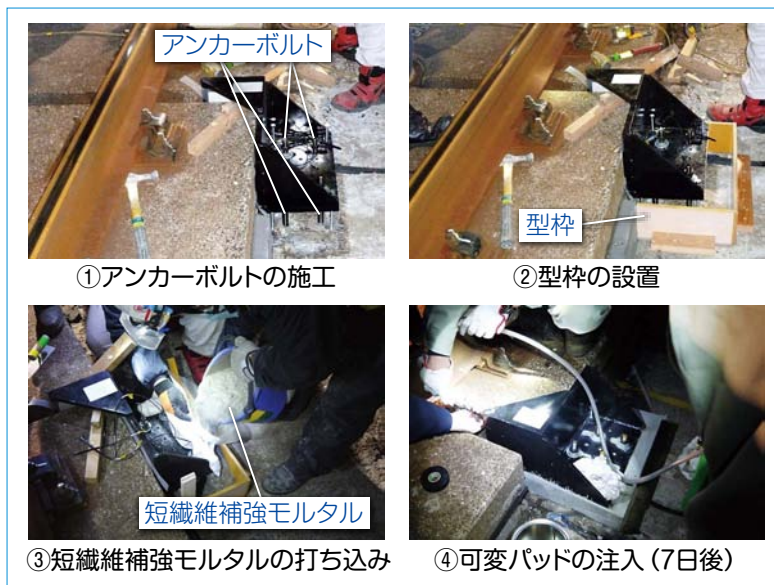 アンカーボルト
①アンカーボルトの施工
型枠
②型枠の設置
短繊維補強モルタル
③短繊維補強モルタルの打ち込み
④可変パッドの注入（7日後）